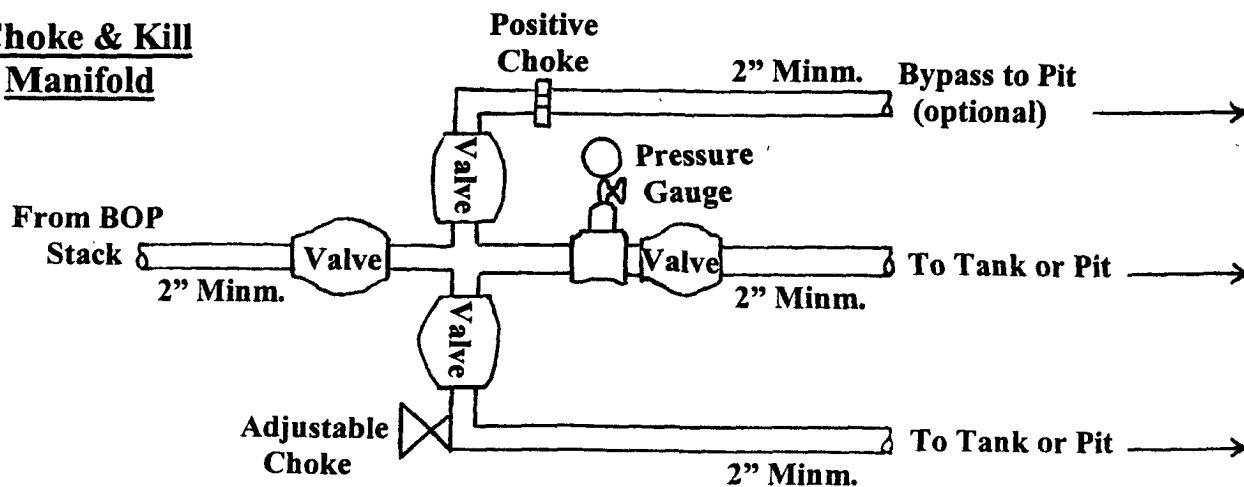 Choke & Kill
Manifold
Positive
Choke
2” Minm.
Bypass to Pit
(optional)
Valve
Pressure
Gauge
From BOP
Stack
Valve
Valve
To Tank or Pit
2” Minm.
2” Minm.
Valve
Adjustable
Choke
To Tank or Pit
2” Minm.